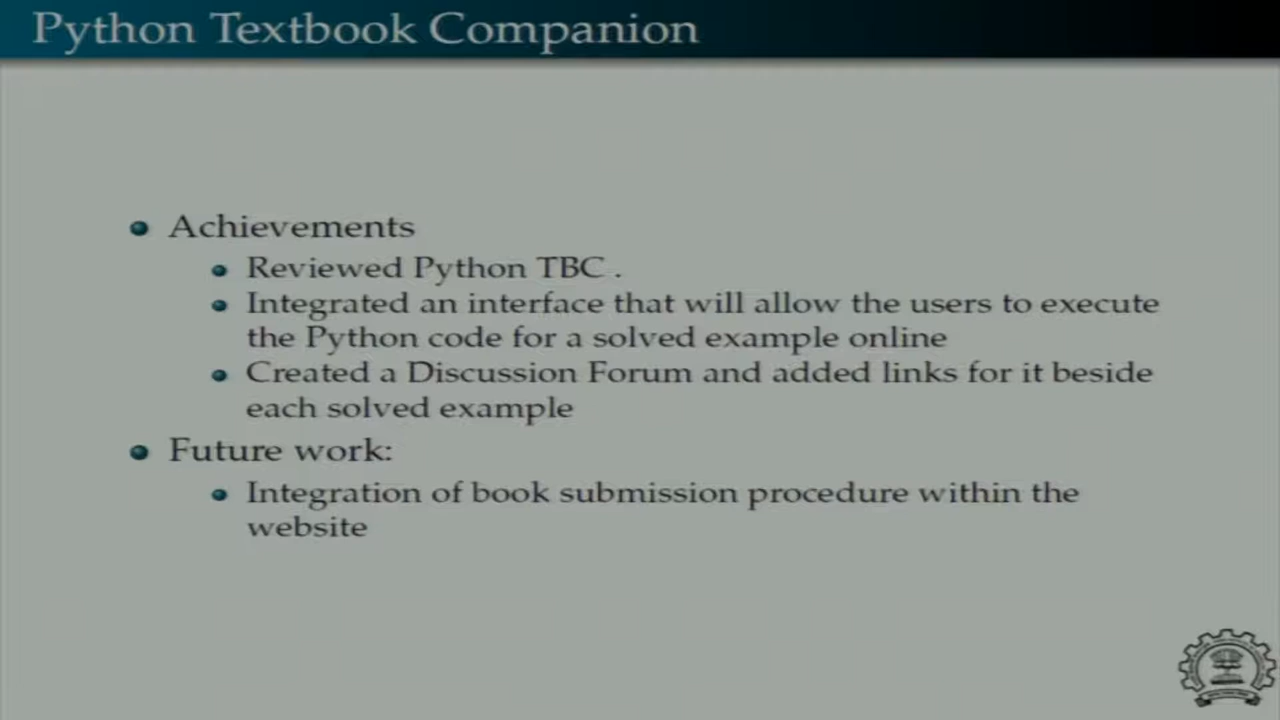 Python Textbook Companion
Achievements
Reviewed Python TBC .
Integrated an interface that will allow the users to execute
the Python code for a solved example online
Created a Discussion Forum and added links for it beside
each solved example
Future work:
Integration of book submission procedure within the
website